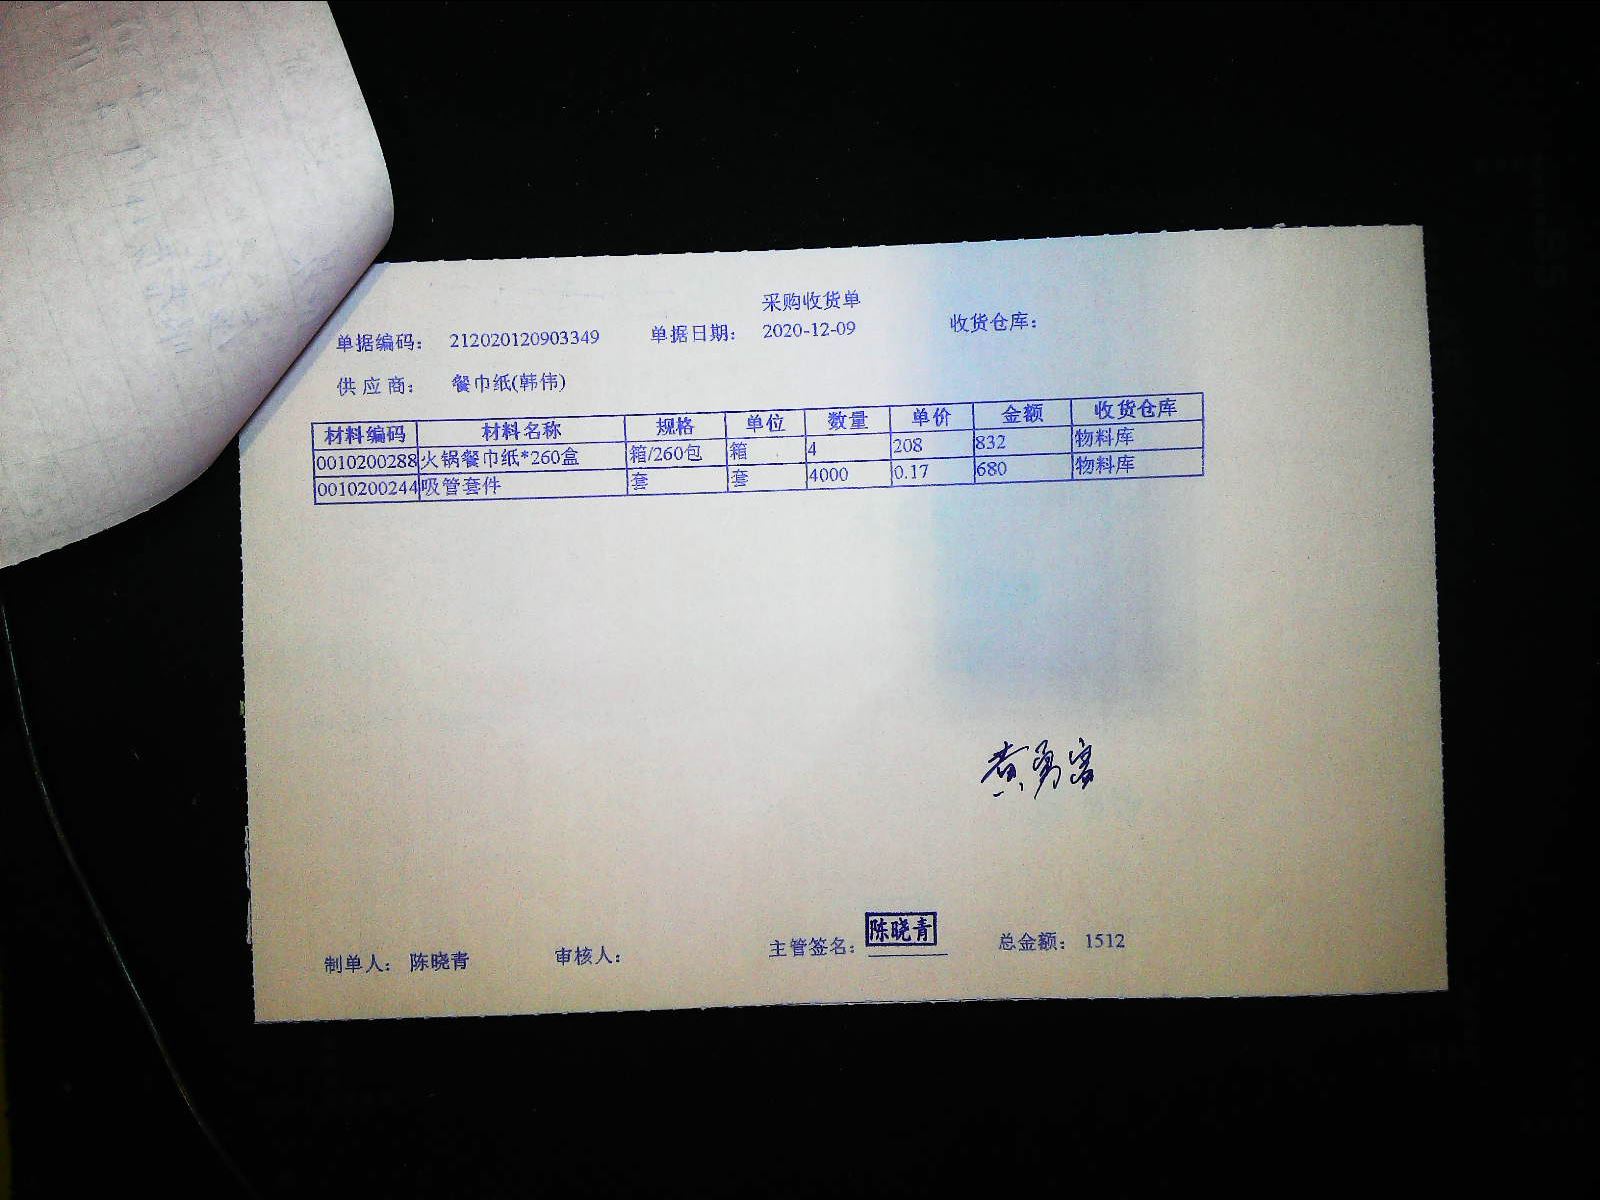 采购收货单
单据编码： 212020120903349 单据日期： 2020-12-09 收货仓库：
供应商： 餐巾纸(韩伟)
材料编码 材料名称 规格 单位 数量 单价 金额 收货仓库
0010200288 火锅餐巾纸*260盒 箱/260包 箱 4 208 832 物料库
0010200244 吸管套件 套 套 4000 0.17 680 物料库
黄勇富
制单人： 陈晓青 审核人： 主管签名： 陈晓青 总金额： 1512